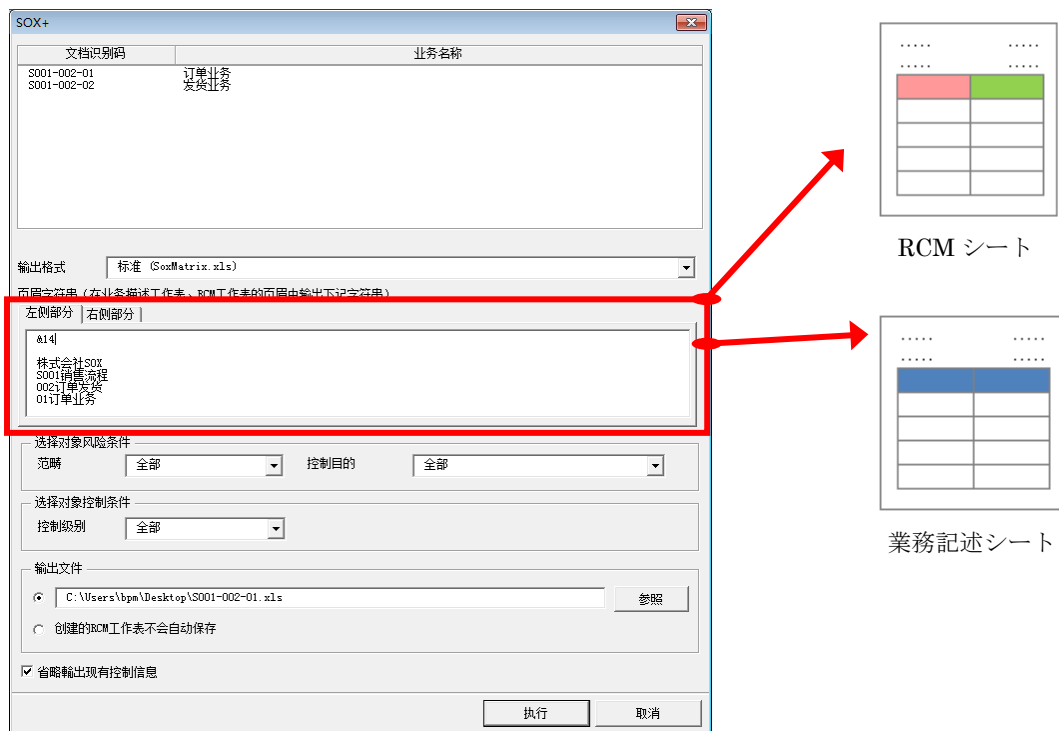 SOX+
文档识别码 业务名称
S001-002-01 订单业务
S001-002-02 发货业务
输出格式 标准 (SoxMatrix.xls)
页眉字符串(在业务描述工作表、RCM工作表的页眉中输出下记字符串)
左侧部分 右侧部分
&14
株式会社SOX
S001销售流程
002订单发货
01订单业务
选择对象风险条件
范畴 全部 控制目的 全部
选择对象控制条件
控制级别 全部
输出文件
C:\Users\bpm\Desktop\S001-002-01.xls 参照
创建的RCM工作表不会自动保存
省略輸出现有控制信息
执行 取消
..... .....
..... .....
RCM シート
..... .....
..... .....
業務記述シート